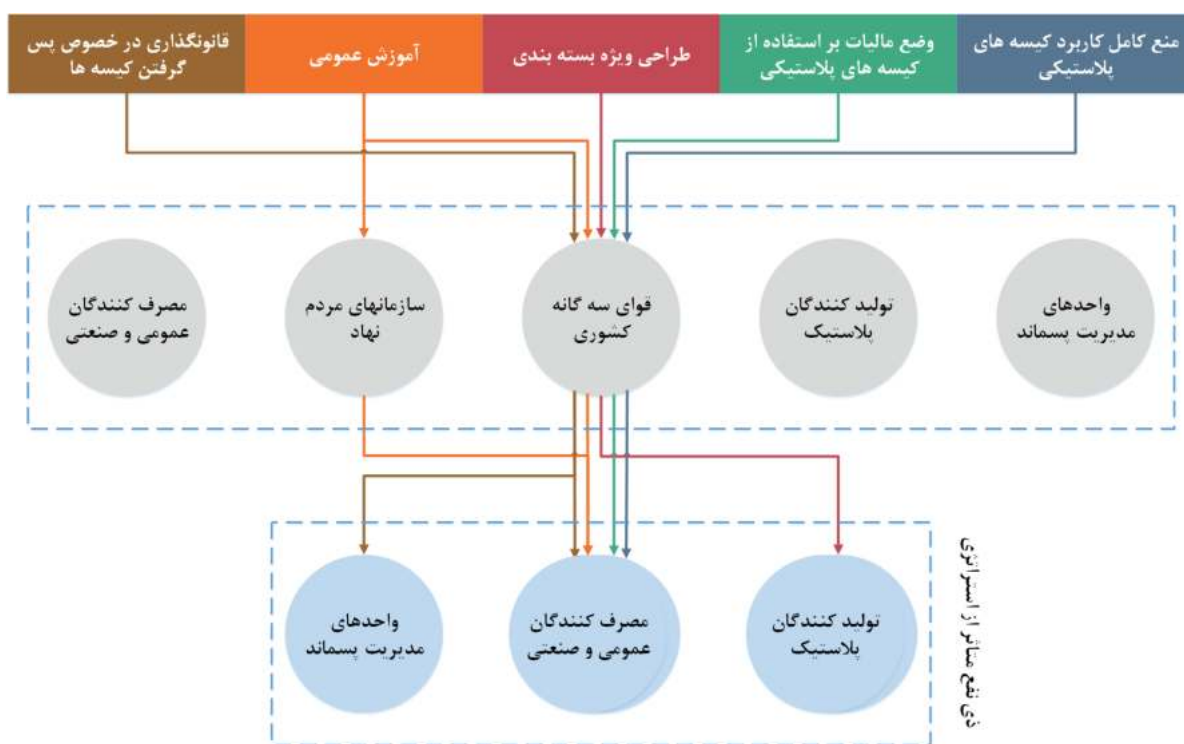 منع کامل کاربرد کیسه های
پلاستیکی
وضع مالیات بر استفاده از
کیسه های پلاستیکی
طراحی ویژه بسته بندی
آموزش عمومی
قانونگذاری در خصوص پس
گرفتن کیسه ها
واحدهای
مدیریت پسماند
تولید کنندگان
پلاستیک
قوای سه گانه
کشوری
سازمانهای مردم
نهاد
مصرف کنندگان
عمومی و صنعتی
ذی نفع متاثر از استراتژی
تولید کنندگان
پلاستیک
مصرف کنندگان
عمومی و صنعتی
واحدهای
مدیریت پسماند